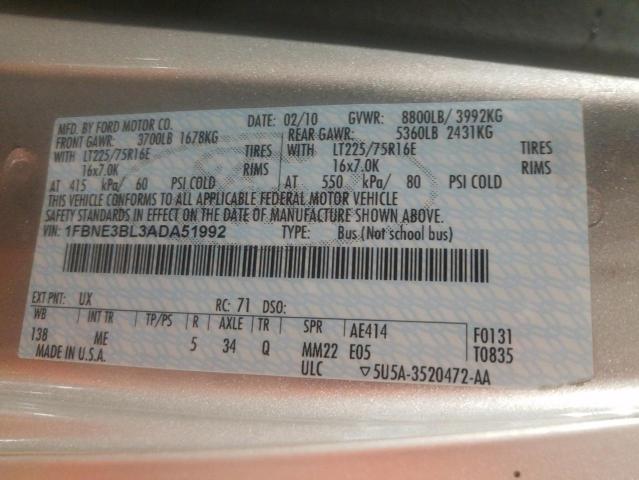 MFD. BY FORD MOTOR CO. DATE: 02/10 GVWR: 8800LB/ 3992KG
FRONT GAWR: 3700LB 1678KG REAR GAWR: 5360LB 2431KG
WITH LT225/75R16E TIRES WITH LT225/75R16E TIRES
16x7.0K RIMS 16x7.0K RIMS
AT 415 kPa/ 60 PSI COLD AT 550 kPa/ 80 PSI COLD
THIS VEHICLE CONFORMS TO ALL APPLICABLE FEDERAL MOTOR VEHICLE
SAFETY STANDARDS IN EFFECT ON THE DATE OF MANUFACTURE SHOWN ABOVE.
VIN: 1FBNE3BL3ADA51992 TYPE: Bus (Not school bus)
EXT PNT: UX RC: 71 DSO:
WB INT TR TP/PS R AXLE TR SPR AE414 F0131
138 ME 5 34 Q MM22 E05 T0835
MADE IN U.S.A. ULC ▽5U5A-3520472-AA